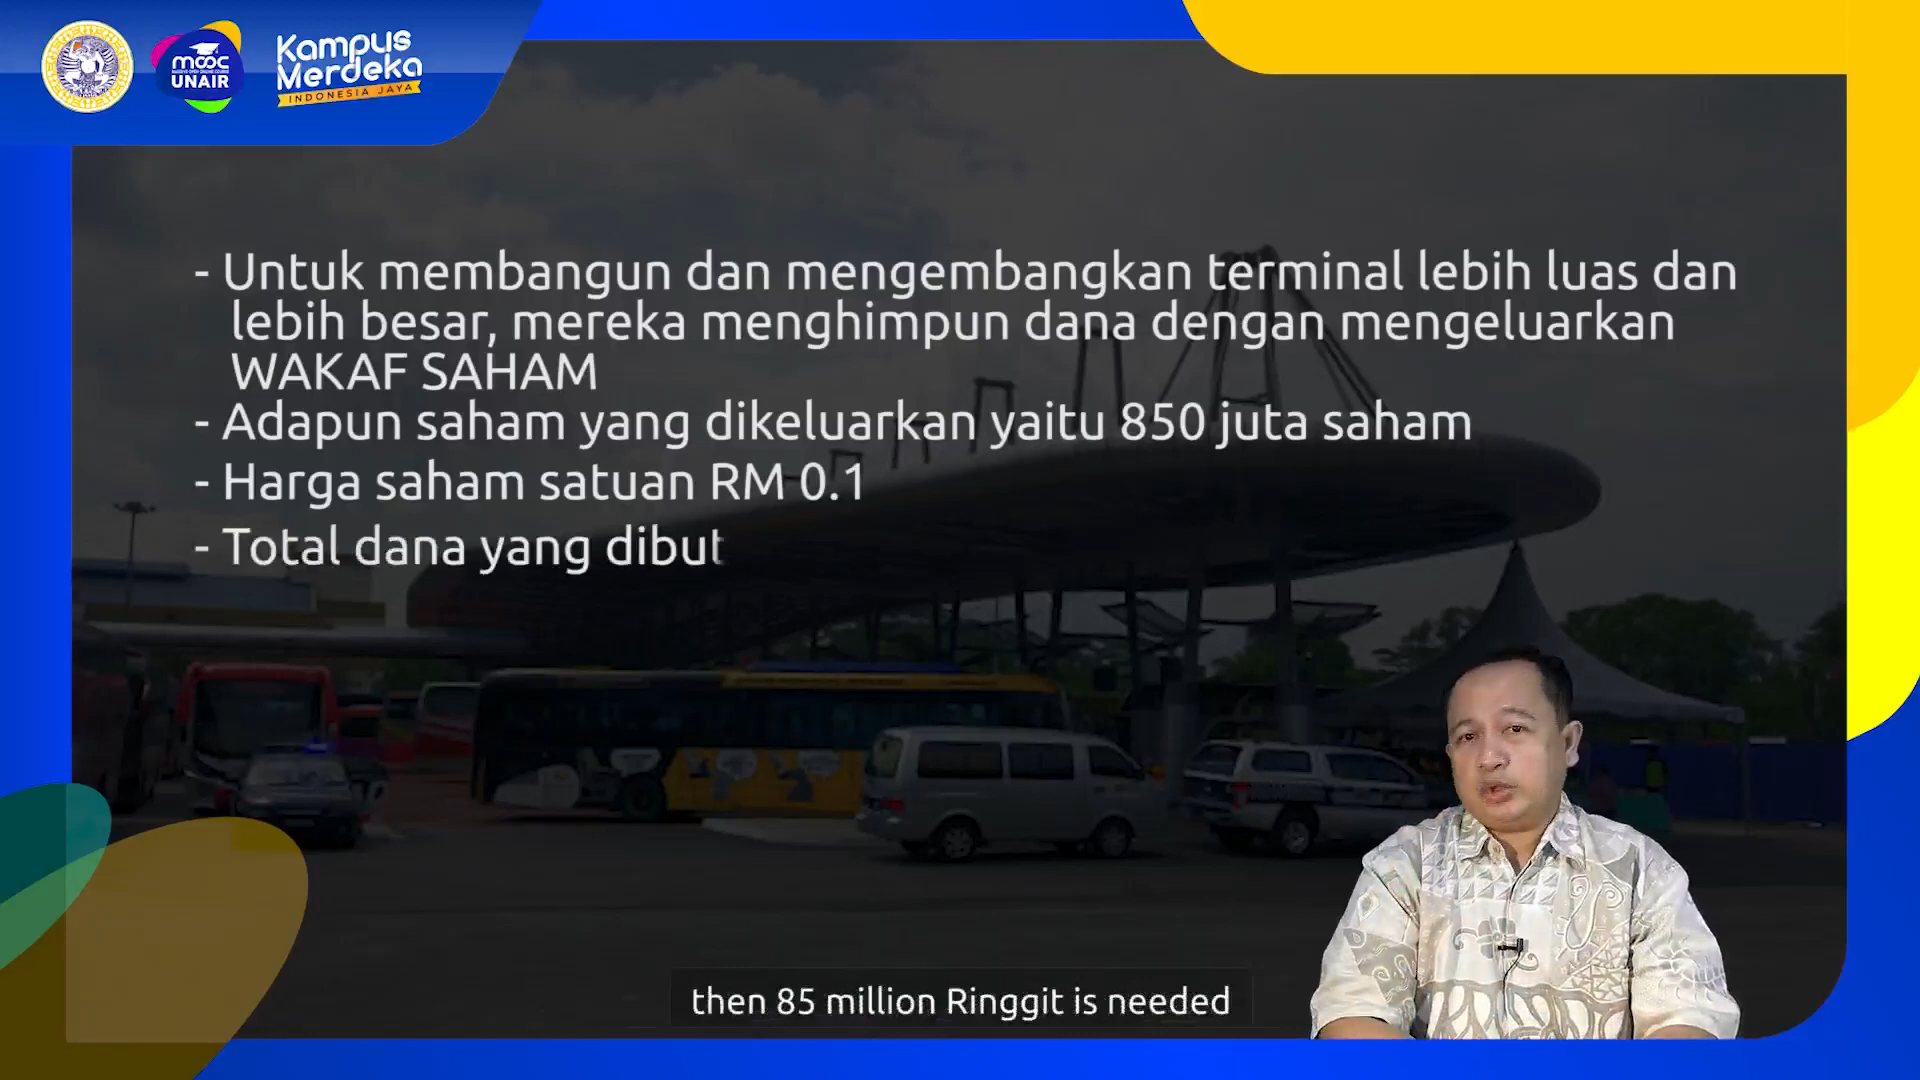 mooc
UNAIR
Kampus
Merdeka
INDONESIA JAYA
- Untuk membangun dan mengembangkan terminal lebih luas dan
lebih besar, mereka menghimpun dana dengan mengeluarkan
WAKAF SAHAM
- Adapun saham yang dikeluarkan yaitu 850 juta saham
- Harga saham satuan RM 0.1
- Total dana yang dibut
then 85 million Ringgit is needed